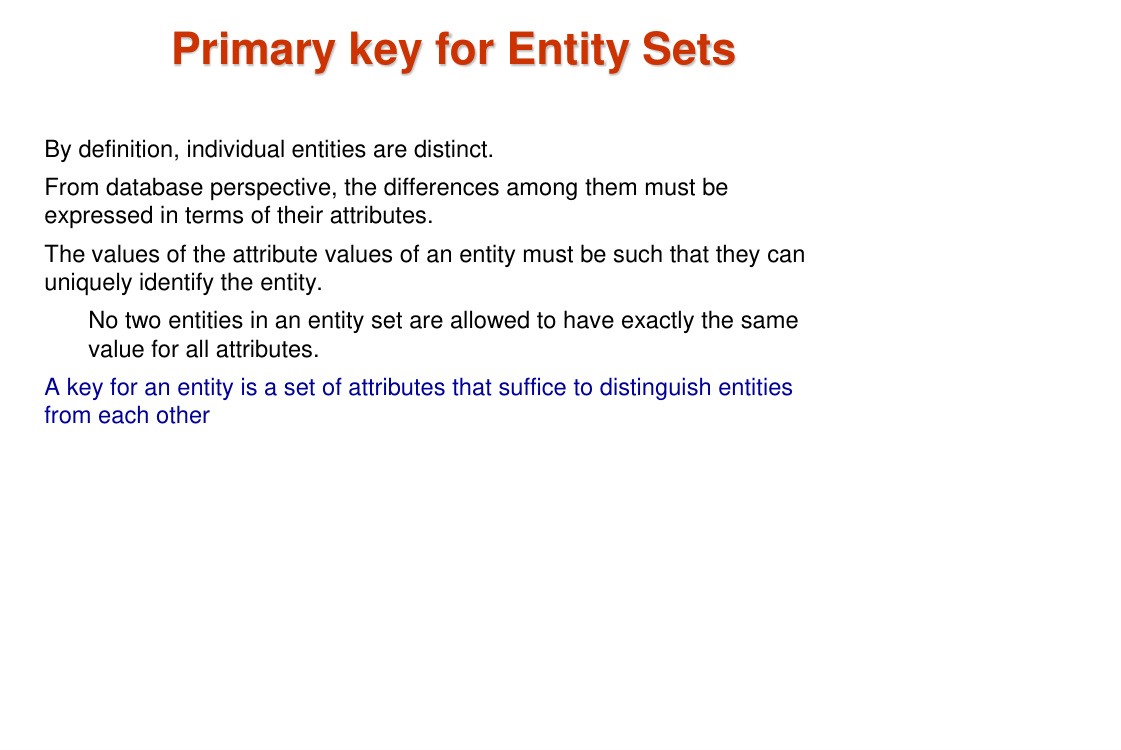 Primary key for Entity Sets
By definition, individual entities are distinct.
From database perspective, the differences among them must be
expressed in terms of their attributes.
The values of the attribute values of an entity must be such that they can
uniquely identify the entity.
No two entities in an entity set are allowed to have exactly the same
value for all attributes.
A key for an entity is a set of attributes that suffice to distinguish entities
from each other